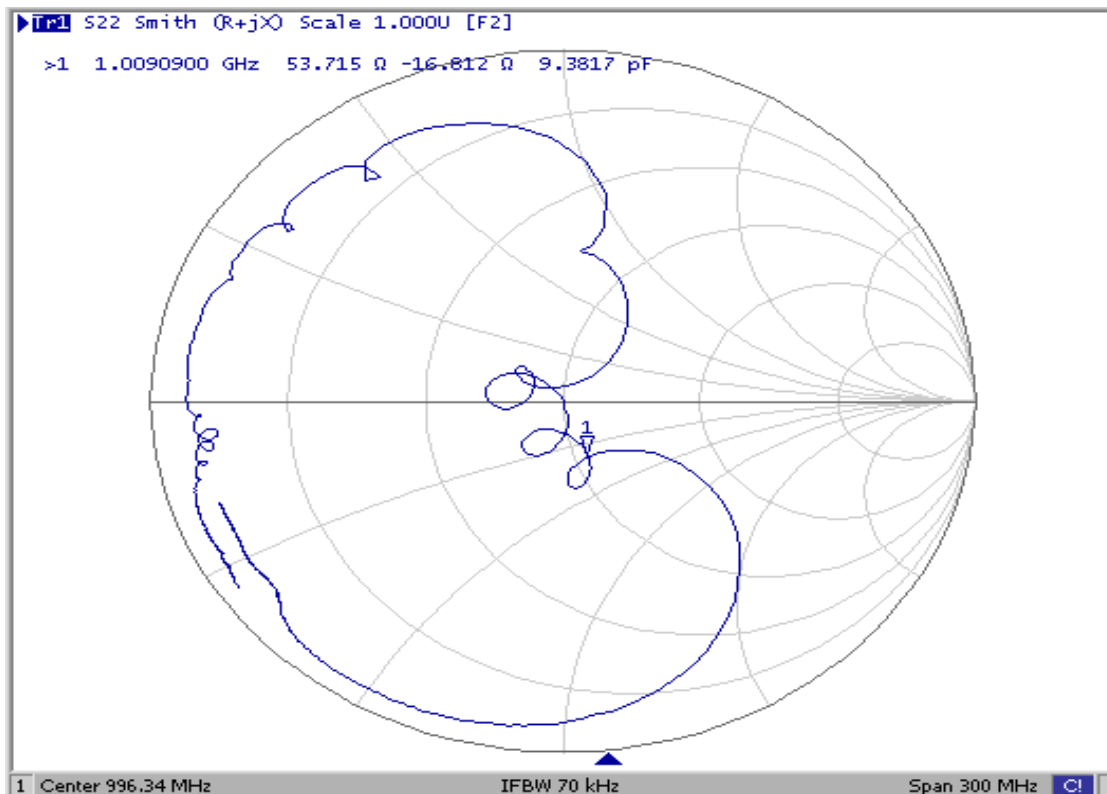 Tr1 S22 Smith (R+jX) Scale 1.000U [F2]
>1 1.0090900 GHz 53.715 Ω -16.812 Ω 9.3817 pF
1
1 Center 996.34 MHz IFBW 70 kHz Span 300 MHz C!